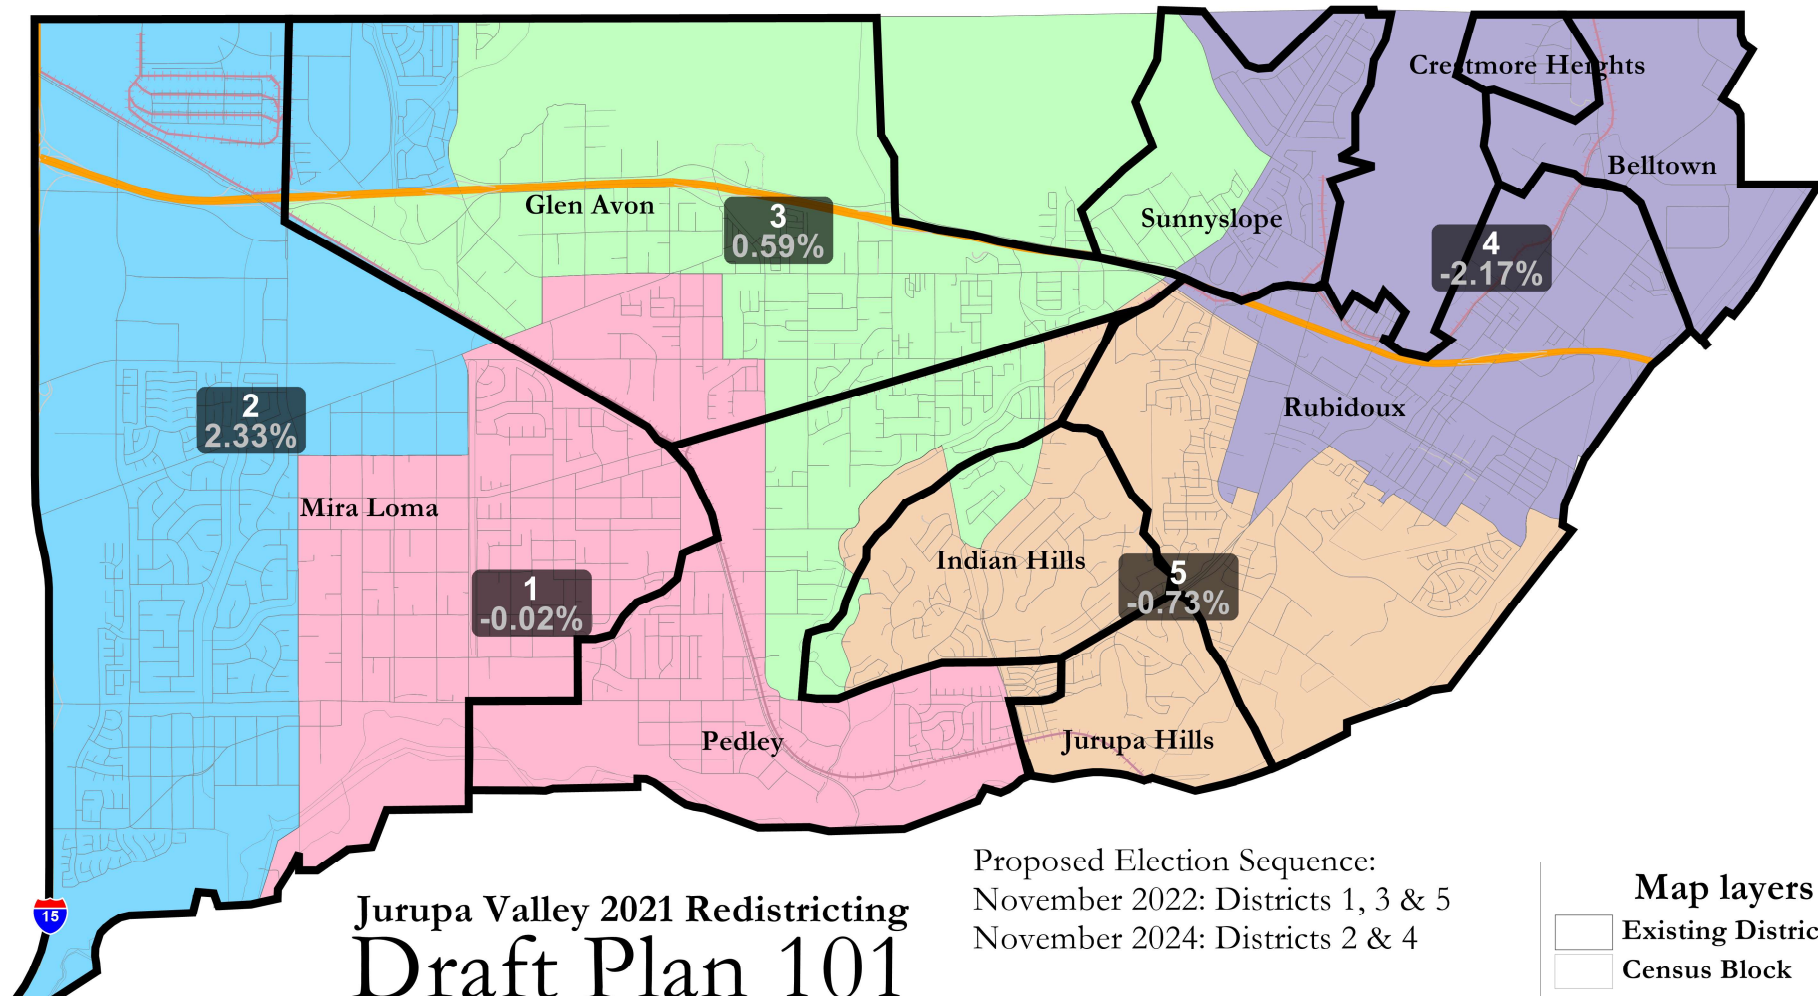 Crestmore Heights
Belltown
Glen Avon
3
0.59%
Sunnyslope
4
-2.17%
2
2.33%
Rubidoux
Mira Loma
Indian Hills
1
-0.02%
5
-0.73%
Pedley
Jurupa Hills
15
Jurupa Valley 2021 Redistricting
Draft Plan 101
Proposed Election Sequence:
November 2022: Districts 1, 3 & 5
November 2024: Districts 2 & 4
Map layers
Existing Distric
Census Block